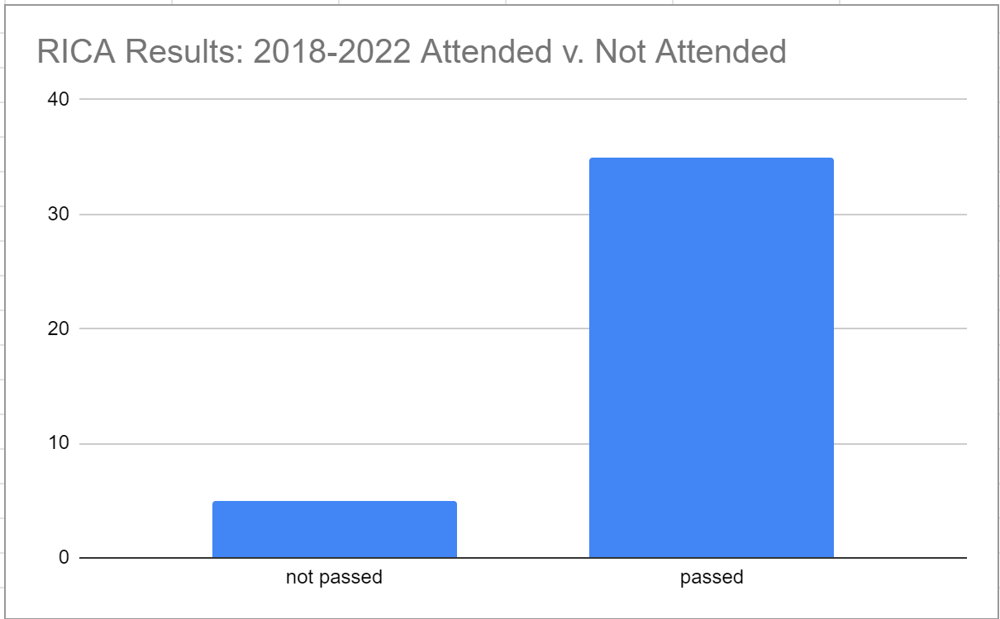 RICA Results: 2018-2022 Attended v. Not Attended
40
30
20
10
0
not passed
passed